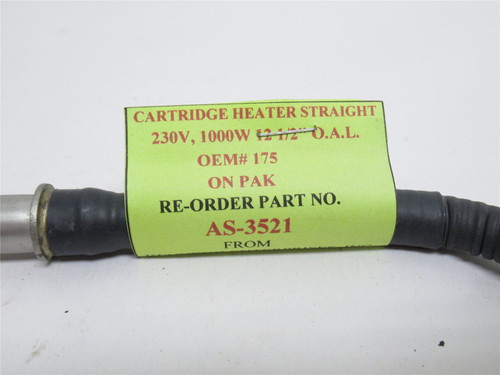 CARTRIDGE HEATER STRAIGHT
230V, 1000W 12 1/2" O.A.L.
OEM# 175
ON PAK
RE-ORDER PART NO.
AS-3521
FROM